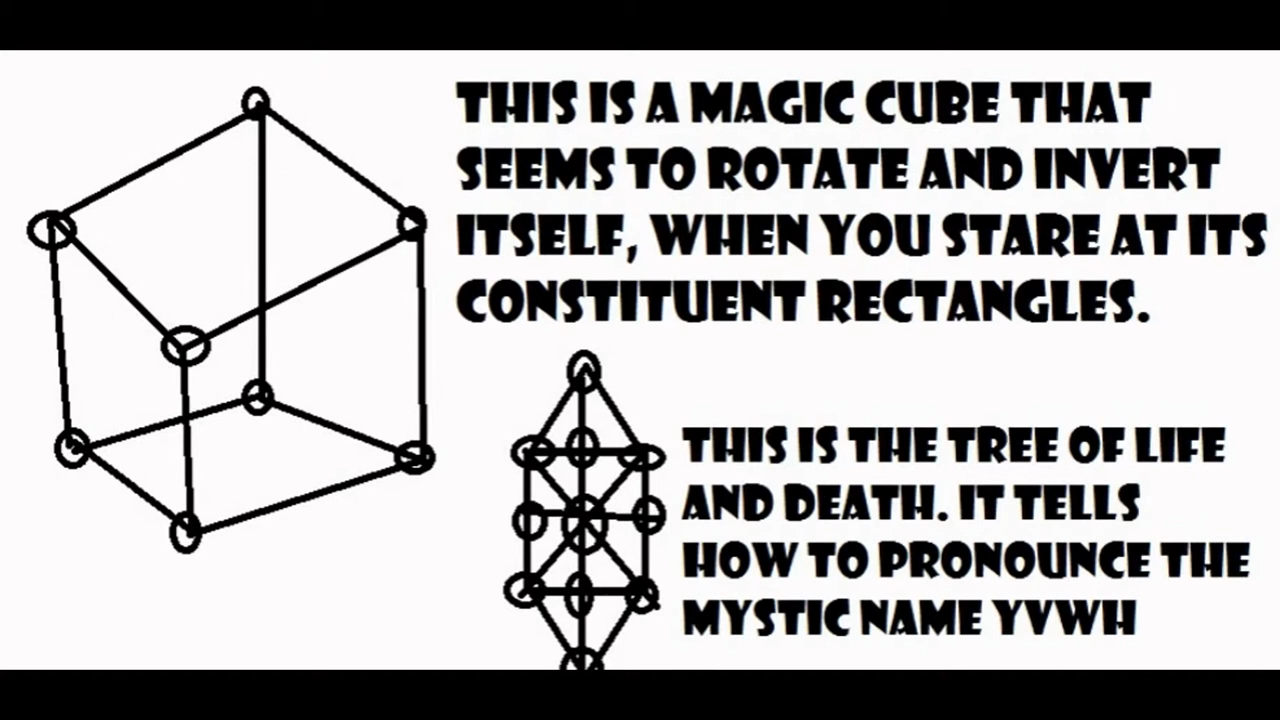 THIS IS A MAGIC CUBE THAT
SEEMS TO ROTATE AND INVERT
ITSELF, WHEN YOU STARE AT ITS
CONSTITUENT RECTANGLES.
THIS IS THE TREE OF LIFE
AND DEATH. IT TELLS
HOW TO PRONOUNCE THE
MYSTIC NAME YVWH